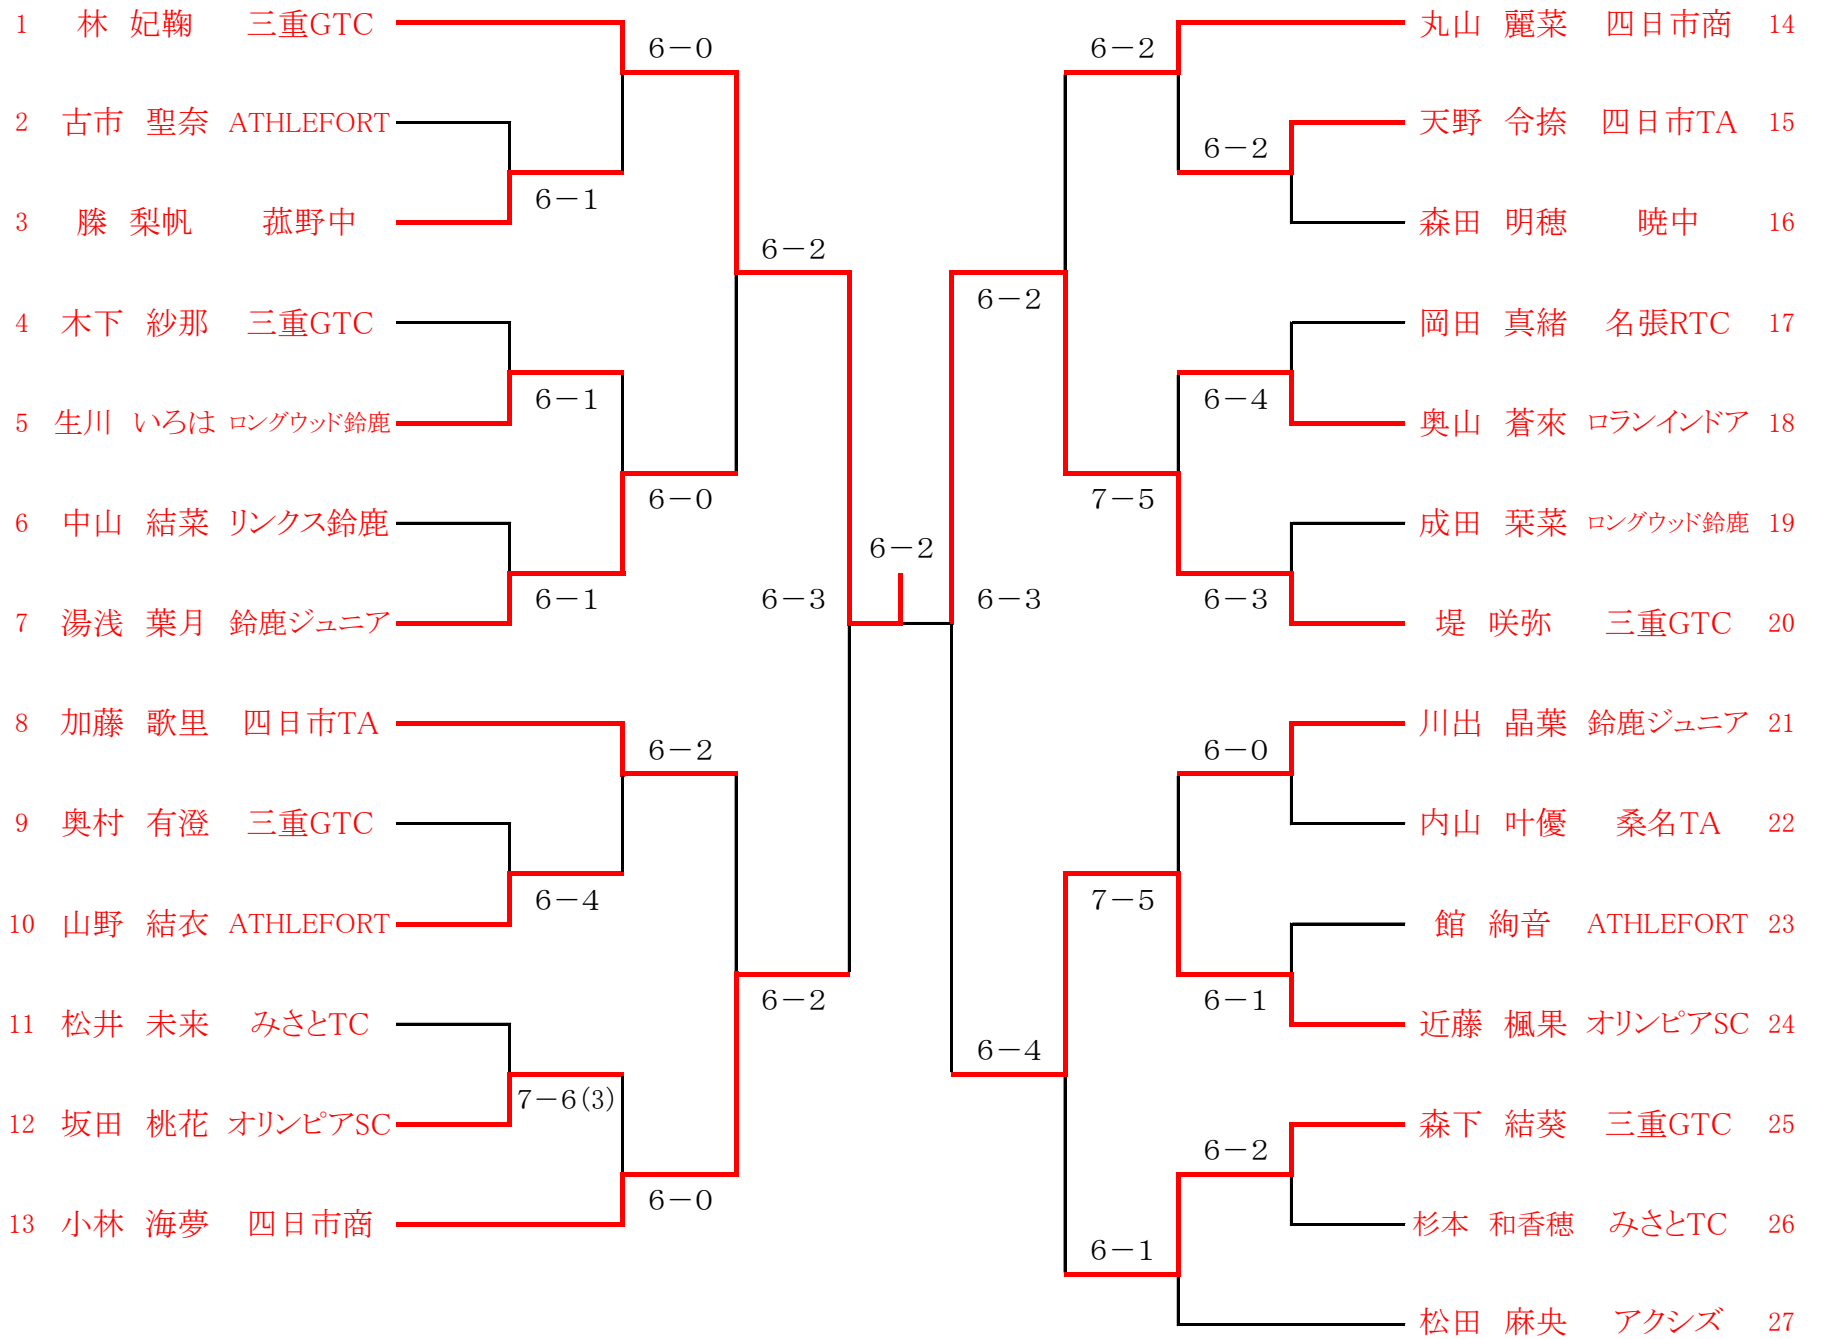 1 林 妃鞠 三重GTC
6-0
2 古市 聖奈 ATHLEFORT
6-1
3 滕 梨帆 菰野中
6-2
4 木下 紗那 三重GTC
6-1
5 生川 いろは ロングウッド鈴鹿
6-0
6 中山 結菜 リンクス鈴鹿
6-1
7 湯浅 葉月 鈴鹿ジュニア
6-3
8 加藤 歌里 四日市TA
6-2
9 奥村 有澄 三重GTC
6-4
10 山野 結衣 ATHLEFORT
6-2
11 松井 未来 みさとTC
7-6(3)
12 坂田 桃花 オリンピアSC
6-0
13 小林 海夢 四日市商
6-2
丸山 麗菜 四日市商 14
6-2
天野 令捺 四日市TA 15
6-2
森田 明穂 暁中 16
6-2
岡田 真緒 名張RTC 17
6-4
奥山 蒼來 ロランインドア 18
7-5
成田 栞菜 ロングウッド鈴鹿 19
6-3
堤 咲弥 三重GTC 20
6-3
川出 晶葉 鈴鹿ジュニア 21
6-0
内山 叶優 桑名TA 22
7-5
館 絢音 ATHLEFORT 23
6-1
近藤 楓果 オリンピアSC 24
6-4
森下 結葵 三重GTC 25
6-2
杉本 和香穂 みさとTC 26
6-1
松田 麻央 アクシズ 27